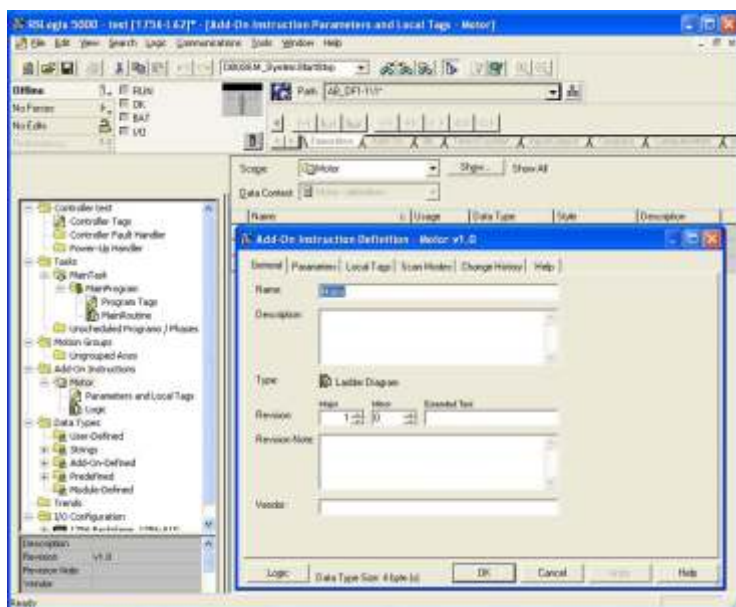 RSLogix 5000 - test [1756-L62]* - [Add-On Instruction Parameters and Local Tags - Motor]
File Edit View Search Logic Communications Tools Window Help
Offline
RUN
No Forces
OK
No Edits
BAT
I/O
Path: AB_DF1-1\1*
Scope: Motor
Show...
Show All
Data Context:
Name
Usage
Data Type
Style
Description
Controller test
Controller Tags
Controller Fault Handler
Power-Up Handler
Tasks
MainTask
MainProgram
Program Tags
MainRoutine
Unscheduled Programs / Phases
Motion Groups
Ungrouped Axes
Add-On Instructions
Motor
Parameters and Local Tags
Logic
Data Types
User-Defined
Strings
Add-On-Defined
Predefined
Module-Defined
Trends
I/O Configuration
Description
Revision v1.0
Revision Note
Vendor
Ready
Add-On Instruction Definition - Motor v1.0
General Parameters Local Tags Scan Modes Change History Help
Name:
Motor
Description:
Type: Ladder Diagram
Major Minor Extended Text
Revision: 1 0
Revision Note:
Vendor:
Logic
Data Type Size: 4 byte (s)
OK
Cancel
Help